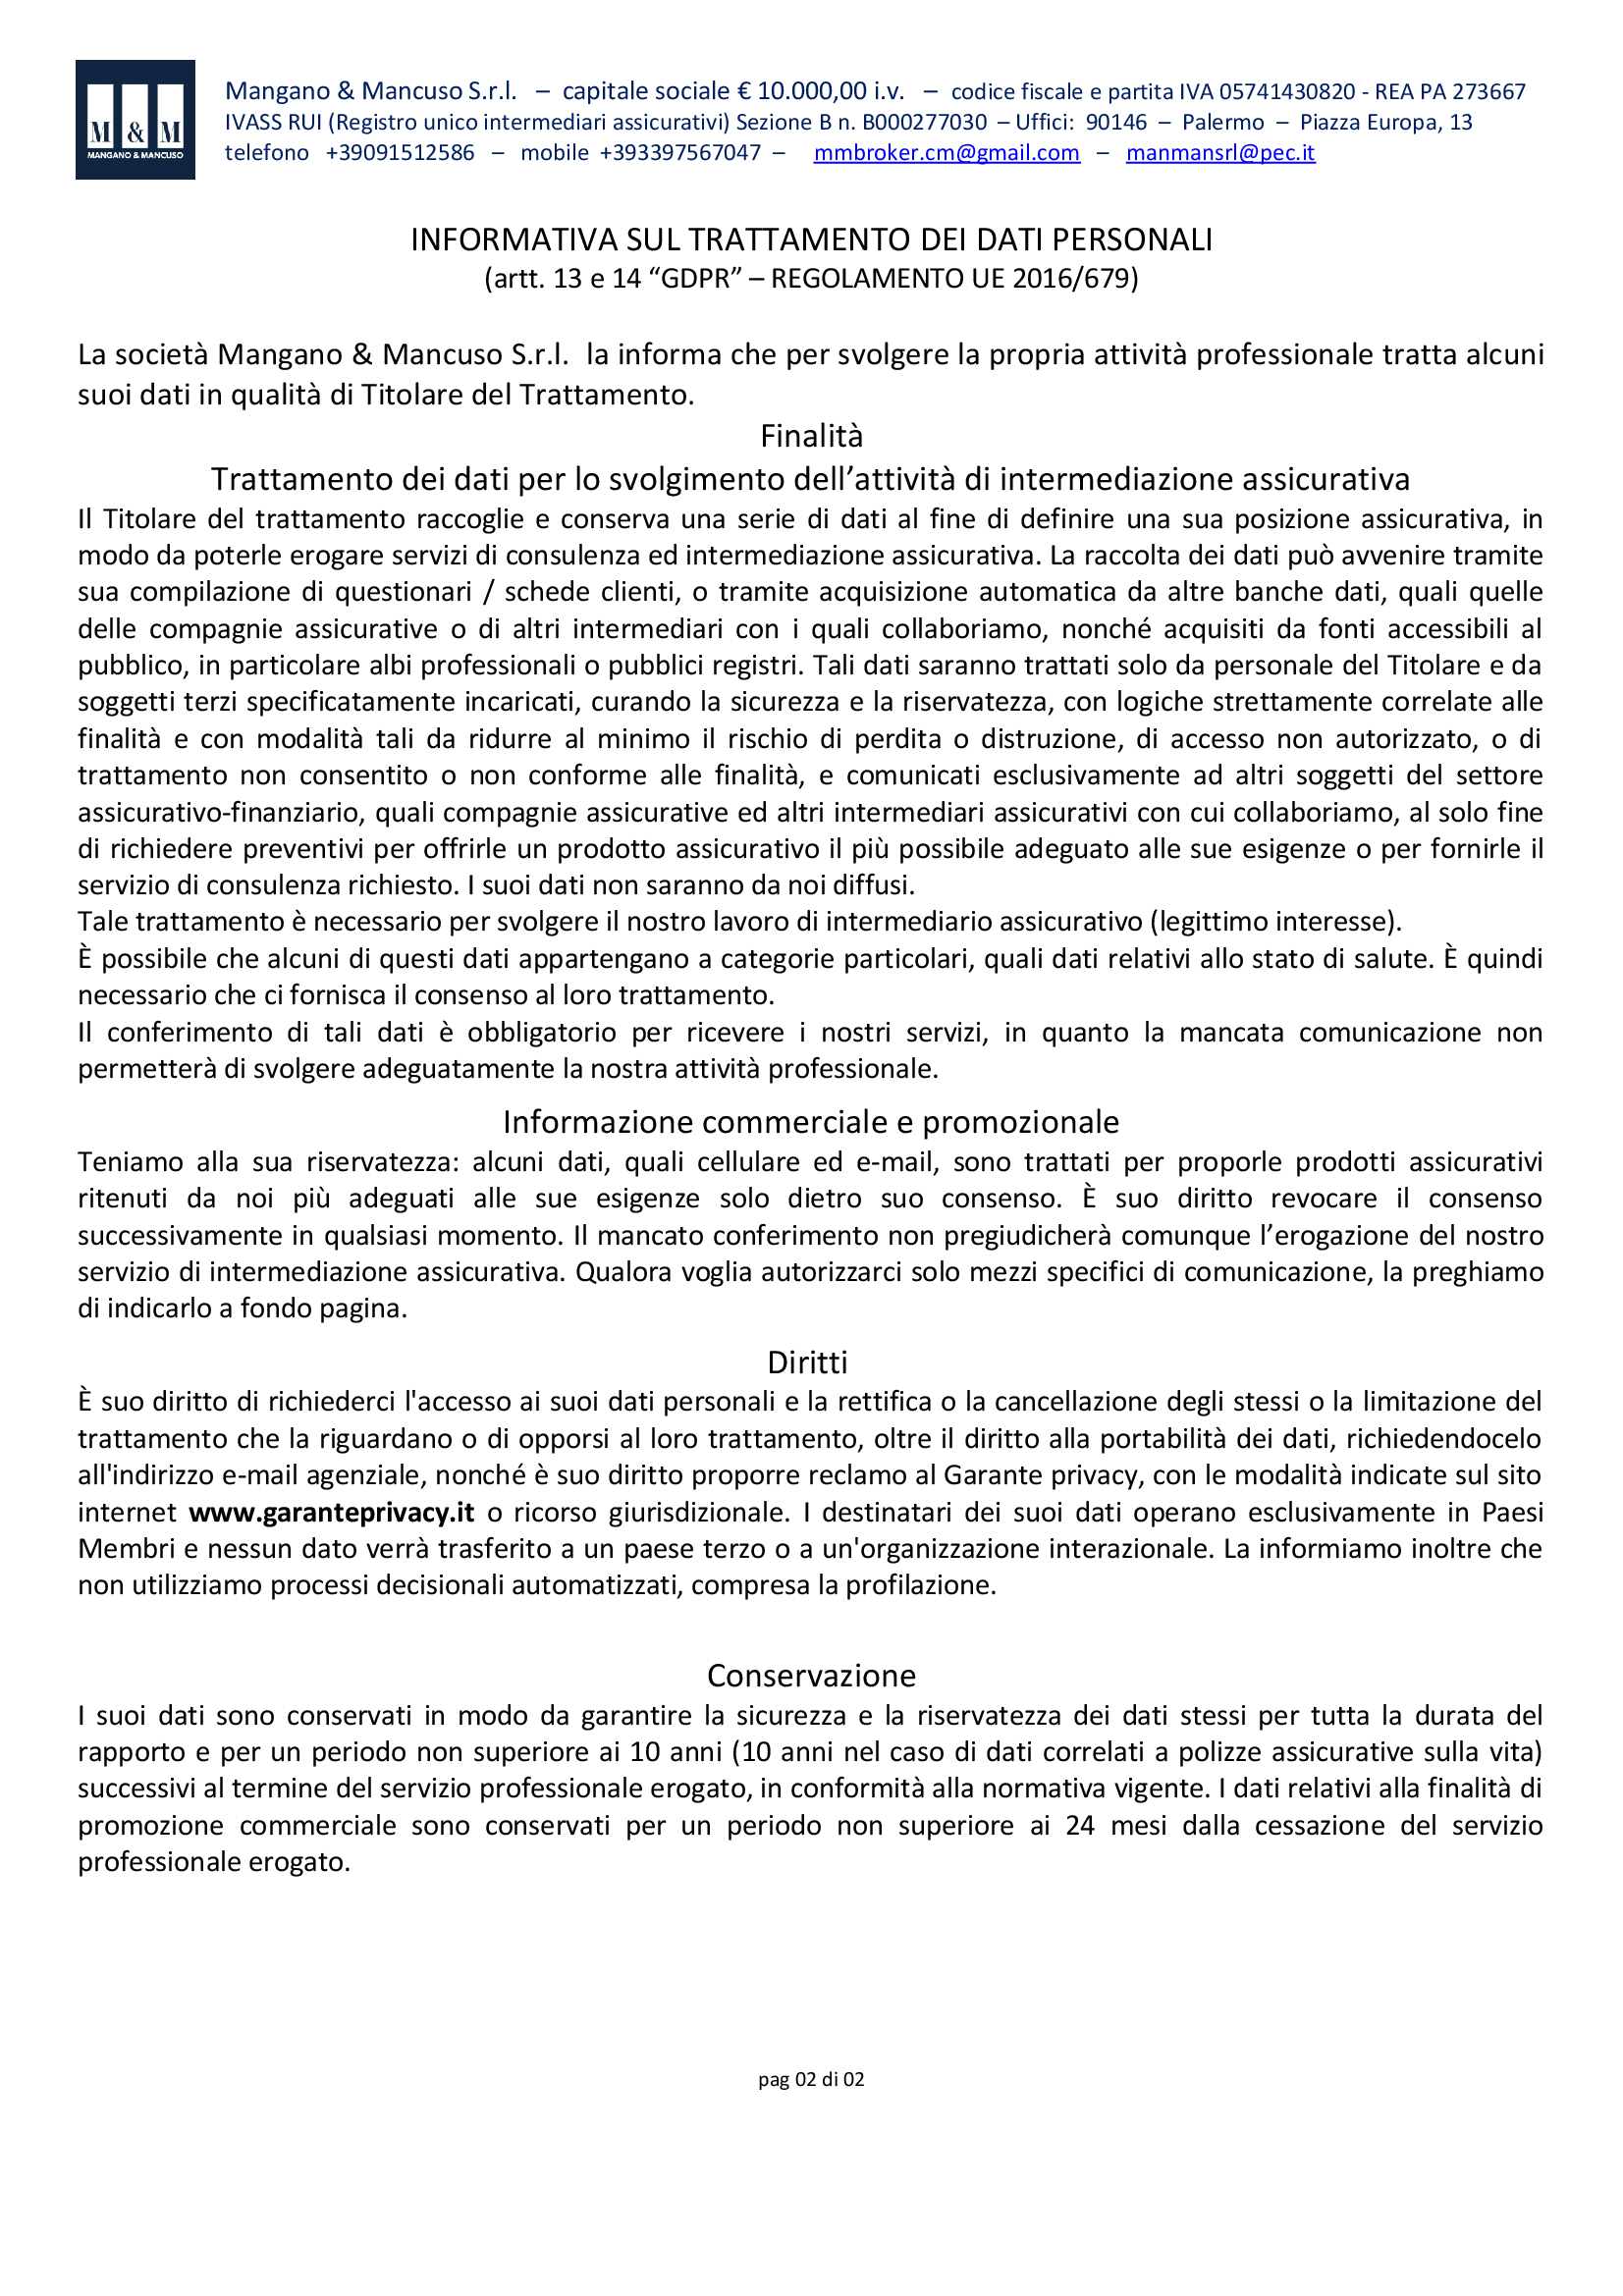 M & M
MANGANO & MANCUSO
Mangano & Mancuso S.r.l. – capitale sociale € 10.000,00 i.v. – codice fiscale e partita IVA 05741430820 - REA PA 273667
IVASS RUI (Registro unico intermediari assicurativi) Sezione B n. B000277030 – Uffici: 90146 – Palermo – Piazza Europa, 13
telefono +39091512586 – mobile +393397567047 – mmbroker.cm@gmail.com – manmansrl@pec.it
INFORMATIVA SUL TRATTAMENTO DEI DATI PERSONALI
(artt. 13 e 14 “GDPR” – REGOLAMENTO UE 2016/679)
La società Mangano & Mancuso S.r.l. la informa che per svolgere la propria attività professionale tratta alcuni
suoi dati in qualità di Titolare del Trattamento.
Finalità
Trattamento dei dati per lo svolgimento dell’attività di intermediazione assicurativa
Il Titolare del trattamento raccoglie e conserva una serie di dati al fine di definire una sua posizione assicurativa, in
modo da poterle erogare servizi di consulenza ed intermediazione assicurativa. La raccolta dei dati può avvenire tramite
sua compilazione di questionari / schede clienti, o tramite acquisizione automatica da altre banche dati, quali quelle
delle compagnie assicurative o di altri intermediari con i quali collaboriamo, nonché acquisiti da fonti accessibili al
pubblico, in particolare albi professionali o pubblici registri. Tali dati saranno trattati solo da personale del Titolare e da
soggetti terzi specificatamente incaricati, curando la sicurezza e la riservatezza, con logiche strettamente correlate alle
finalità e con modalità tali da ridurre al minimo il rischio di perdita o distruzione, di accesso non autorizzato, o di
trattamento non consentito o non conforme alle finalità, e comunicati esclusivamente ad altri soggetti del settore
assicurativo-finanziario, quali compagnie assicurative ed altri intermediari assicurativi con cui collaboriamo, al solo fine
di richiedere preventivi per offrirle un prodotto assicurativo il più possibile adeguato alle sue esigenze o per fornirle il
servizio di consulenza richiesto. I suoi dati non saranno da noi diffusi.
Tale trattamento è necessario per svolgere il nostro lavoro di intermediario assicurativo (legittimo interesse).
È possibile che alcuni di questi dati appartengano a categorie particolari, quali dati relativi allo stato di salute. È quindi
necessario che ci fornisca il consenso al loro trattamento.
Il conferimento di tali dati è obbligatorio per ricevere i nostri servizi, in quanto la mancata comunicazione non
permetterà di svolgere adeguatamente la nostra attività professionale.
Informazione commerciale e promozionale
Teniamo alla sua riservatezza: alcuni dati, quali cellulare ed e-mail, sono trattati per proporle prodotti assicurativi
ritenuti da noi più adeguati alle sue esigenze solo dietro suo consenso. È suo diritto revocare il consenso
successivamente in qualsiasi momento. Il mancato conferimento non pregiudicherà comunque l’erogazione del nostro
servizio di intermediazione assicurativa. Qualora voglia autorizzarci solo mezzi specifici di comunicazione, la preghiamo
di indicarlo a fondo pagina.
Diritti
È suo diritto di richiederci l'accesso ai suoi dati personali e la rettifica o la cancellazione degli stessi o la limitazione del
trattamento che la riguardano o di opporsi al loro trattamento, oltre il diritto alla portabilità dei dati, richiedendocelo
all'indirizzo e-mail agenziale, nonché è suo diritto proporre reclamo al Garante privacy, con le modalità indicate sul sito
internet www.garanteprivacy.it o ricorso giurisdizionale. I destinatari dei suoi dati operano esclusivamente in Paesi
Membri e nessun dato verrà trasferito a un paese terzo o a un'organizzazione interazionale. La informiamo inoltre che
non utilizziamo processi decisionali automatizzati, compresa la profilazione.
Conservazione
I suoi dati sono conservati in modo da garantire la sicurezza e la riservatezza dei dati stessi per tutta la durata del
rapporto e per un periodo non superiore ai 10 anni (10 anni nel caso di dati correlati a polizze assicurative sulla vita)
successivi al termine del servizio professionale erogato, in conformità alla normativa vigente. I dati relativi alla finalità di
promozione commerciale sono conservati per un periodo non superiore ai 24 mesi dalla cessazione del servizio
professionale erogato.
pag 02 di 02